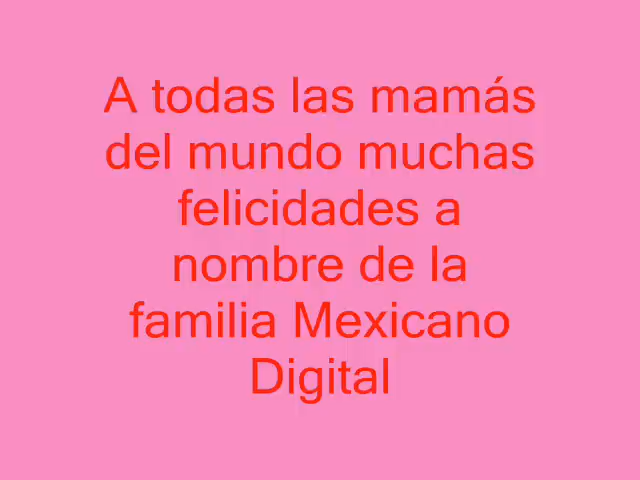 A todas las mamás
del mundo muchas
felicidades a
nombre de la
familia Mexicano
Digital